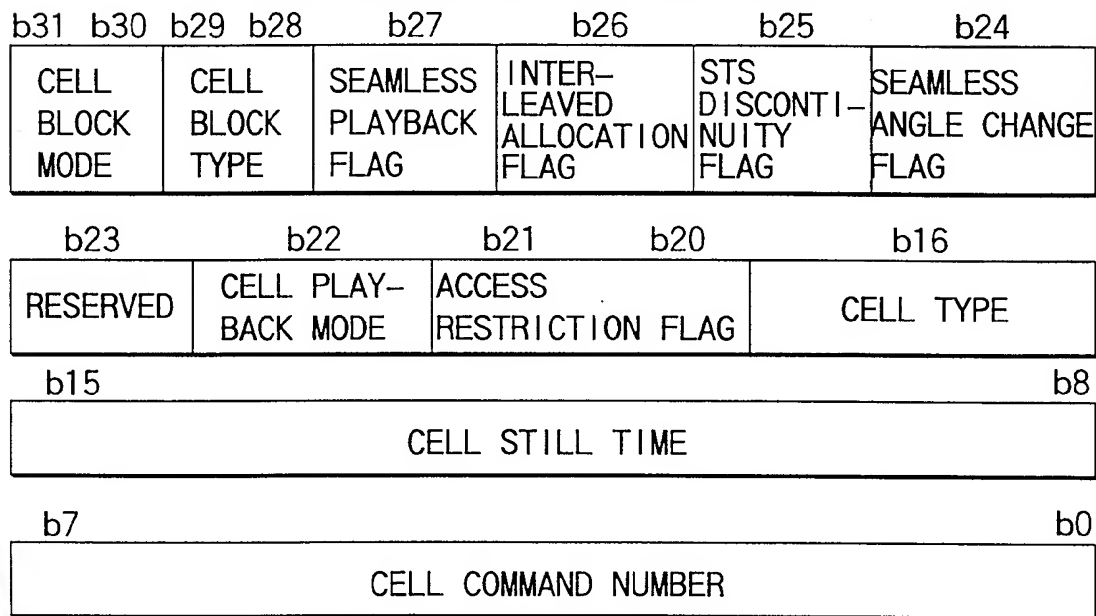 b31 b30 b29 b28 b27 b26 b25 b24
CELL BLOCK MODE
CELL BLOCK TYPE
SEAMLESS PLAYBACK FLAG
INTER-
LEAVED
ALLOCATION
FLAG
STS
DISCONTI-
NUITY
FLAG
SEAMLESS
ANGLE CHANGE
FLAG
b23 b22 b21 b20 b16
RESERVED
CELL PLAY-
BACK MODE
ACCESS
RESTRICTION FLAG
CELL TYPE
b15 b8
CELL STILL TIME
b7 b0
CELL COMMAND NUMBER